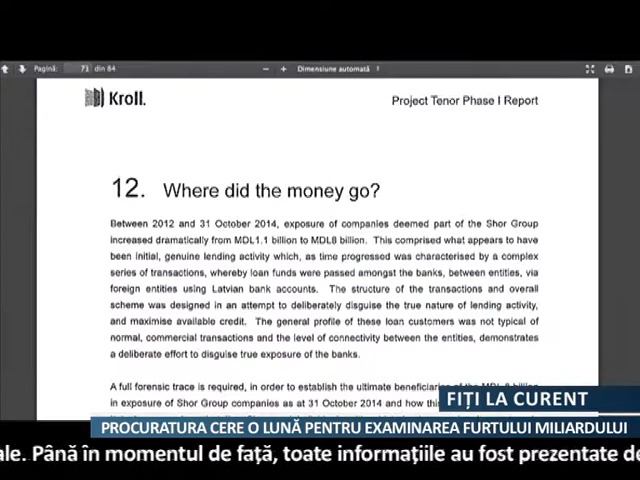 Pagină: 71 din 84
Dimensiune automată
Kroll.
Project Tenor Phase I Report
12. Where did the money go?
Between 2012 and 31 October 2014, exposure of companies deemed part of the Shor Group
increased dramatically from MDL1.1 billion to MDL8 billion. This comprised what appears to have
been initial, genuine lending activity which, as time progressed was characterised by a complex
series of transactions, whereby loan funds were passed amongst the banks, between entities, via
foreign entities using Latvian bank accounts. The structure of the transactions and overall
scheme was designed in an attempt to deliberately disguise the true nature of lending activity,
and maximise available credit. The general profile of these loan customers was not typical of
normal, commercial transactions and the level of connectivity between the entities, demonstrates
a deliberate effort to disguise true exposure of the banks.
A full forensic trace is required, in order to establish the ultimate beneficiaries of the MDL 8 billion
in exposure of Shor Group companies as at 31 October 2014 and how
FIȚI LA CURENT
PROCURATURA CERE O LUNĂ PENTRU EXAMINAREA FURTULUI MILIARDULUI
ale. Până în momentul de față, toate informațiile au fost prezentate de